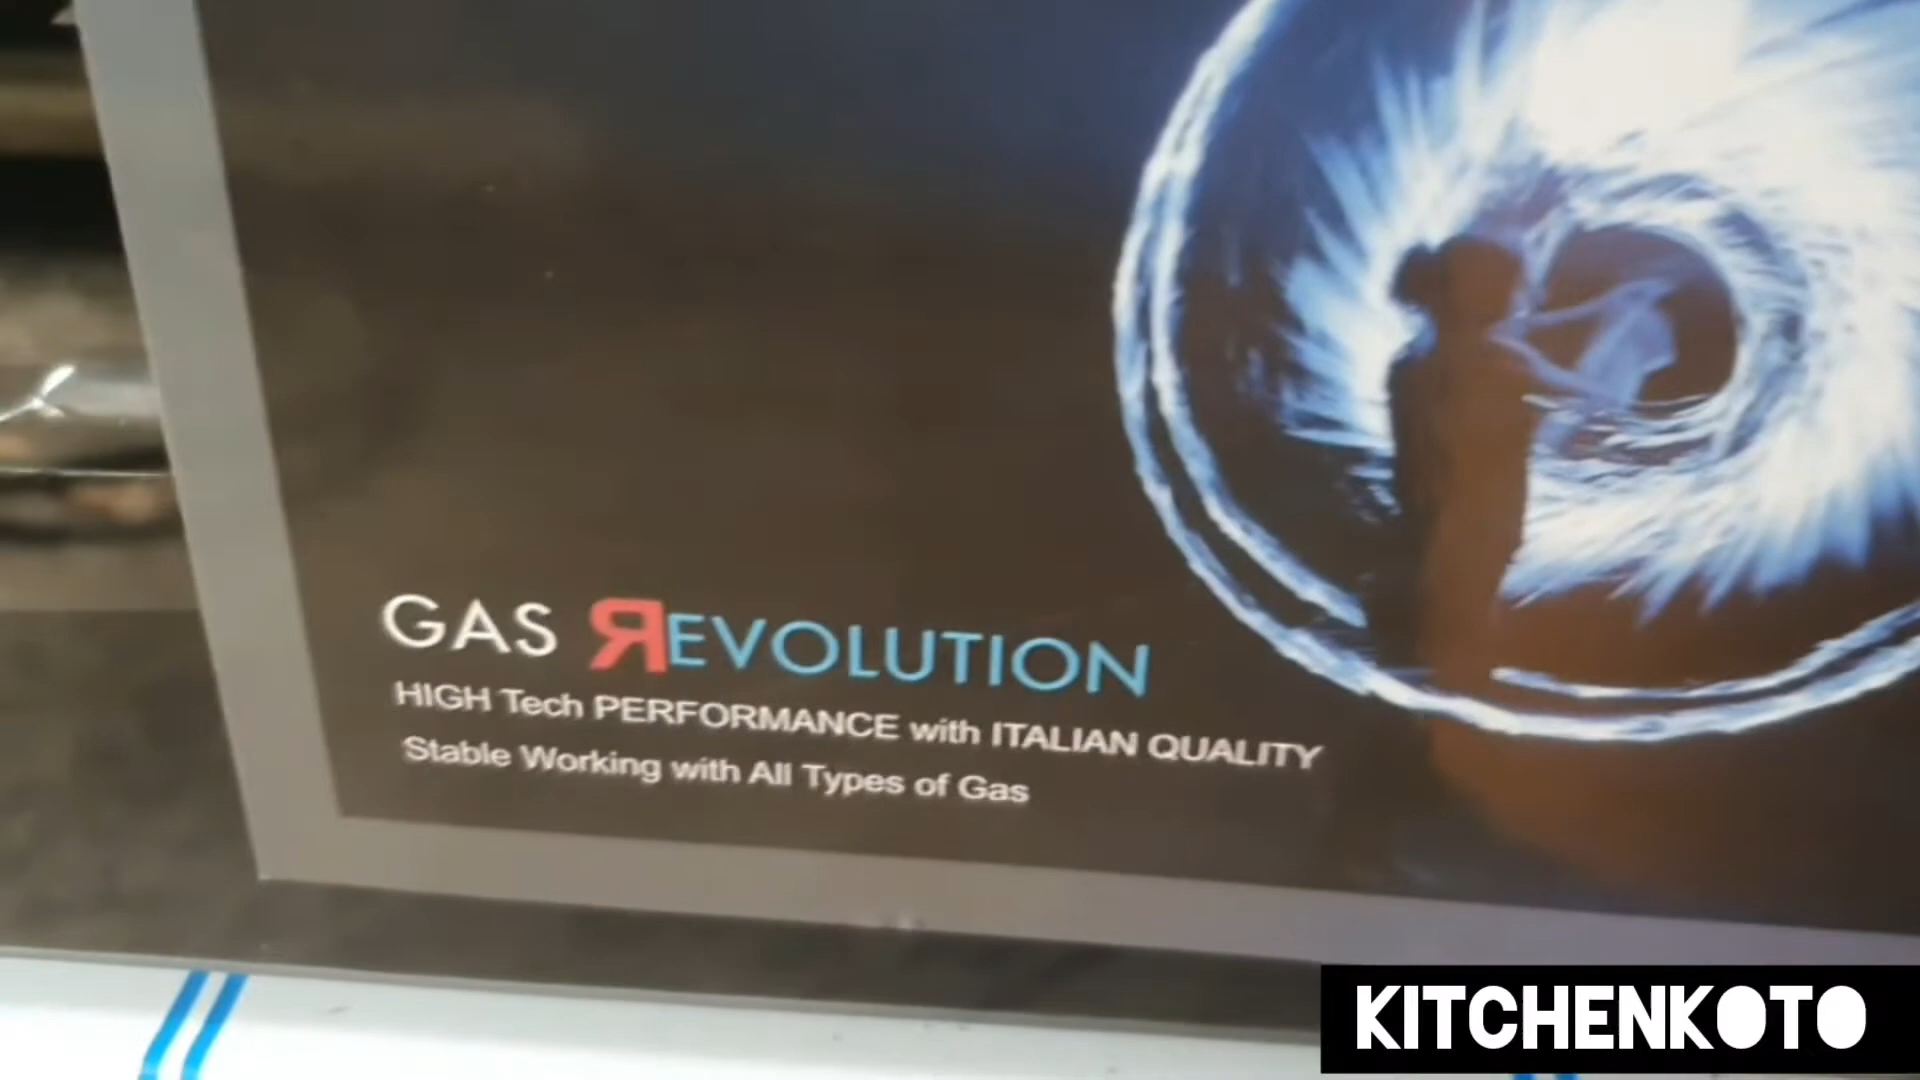 GAS ЯEVOLUTION
HIGH Tech PERFORMANCE with ITALIAN QUALITY
Stable Working with All Types of Gas
KITCHENKOTO